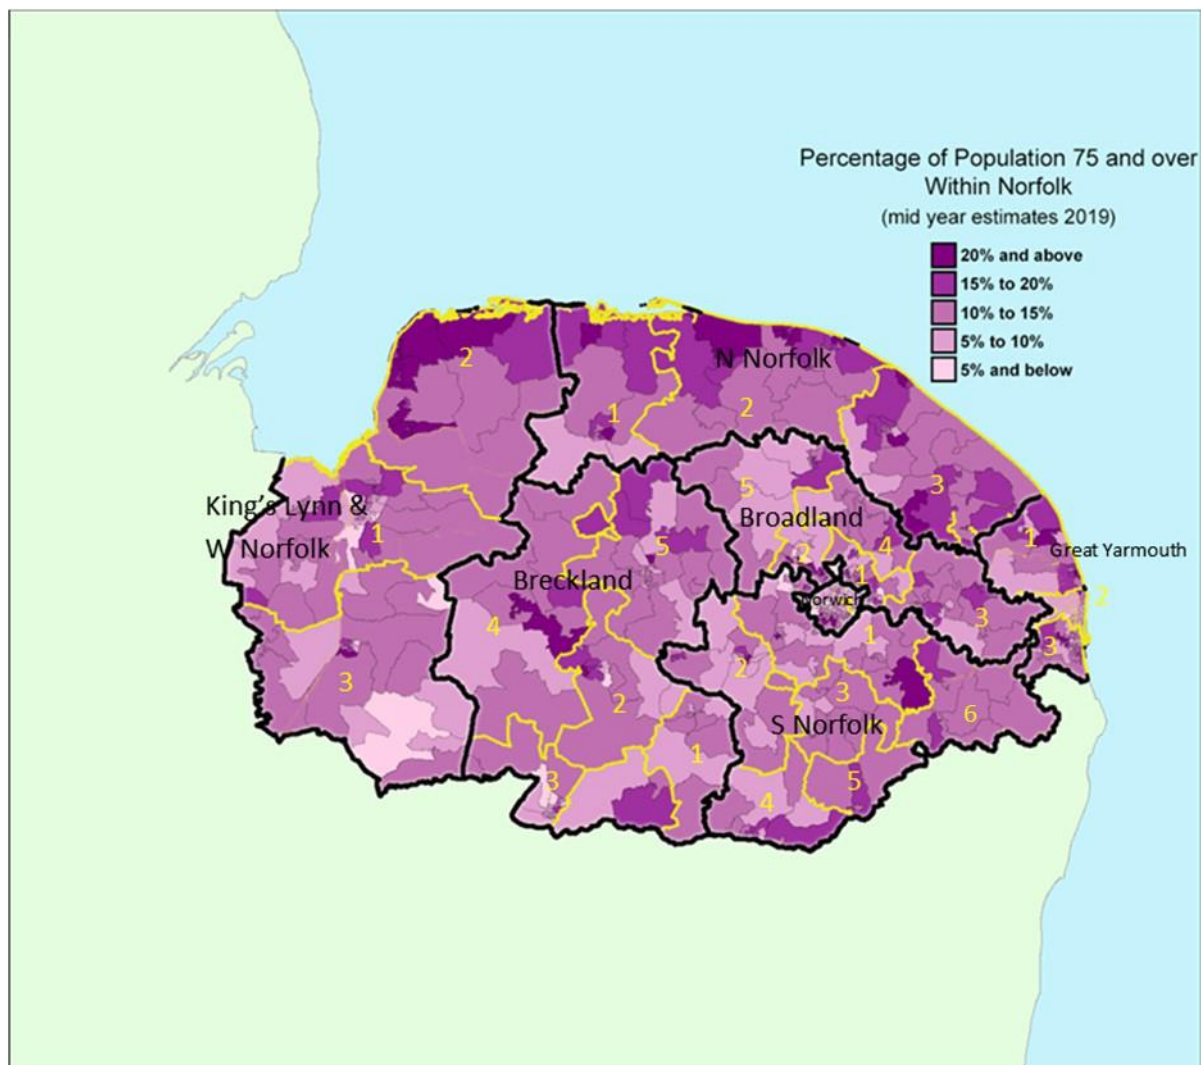 Percentage of Population 75 and over
Within Norfolk
(mid year estimates 2019)
20% and above
15% to 20%
10% to 15%
5% to 10%
5% and below
2
N Norfolk
1
2
3
5
King's Lynn &
Broadland
1
W Norfolk
5
2
4
1
Great Yarmouth
Breckland
1
Norwich
2
4
3
1
3
2
3
3
2
S Norfolk
6
1
3
5
4